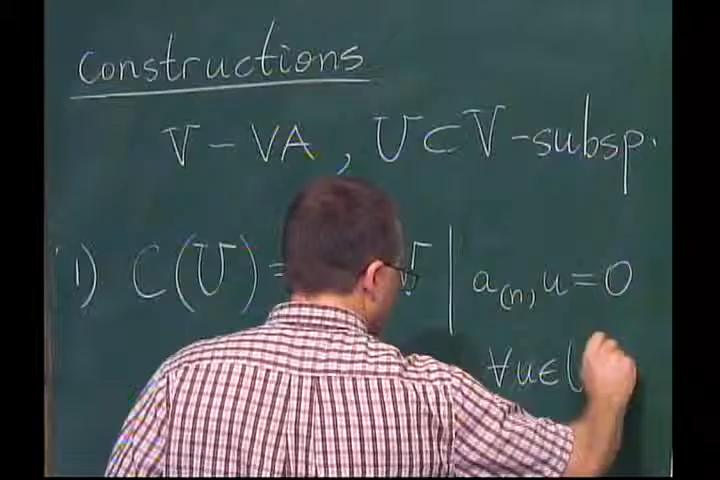 Constructions
V - VA, U ⊂ V - subsp.
1) C(U) = V | a(n) u = 0
∀u∈